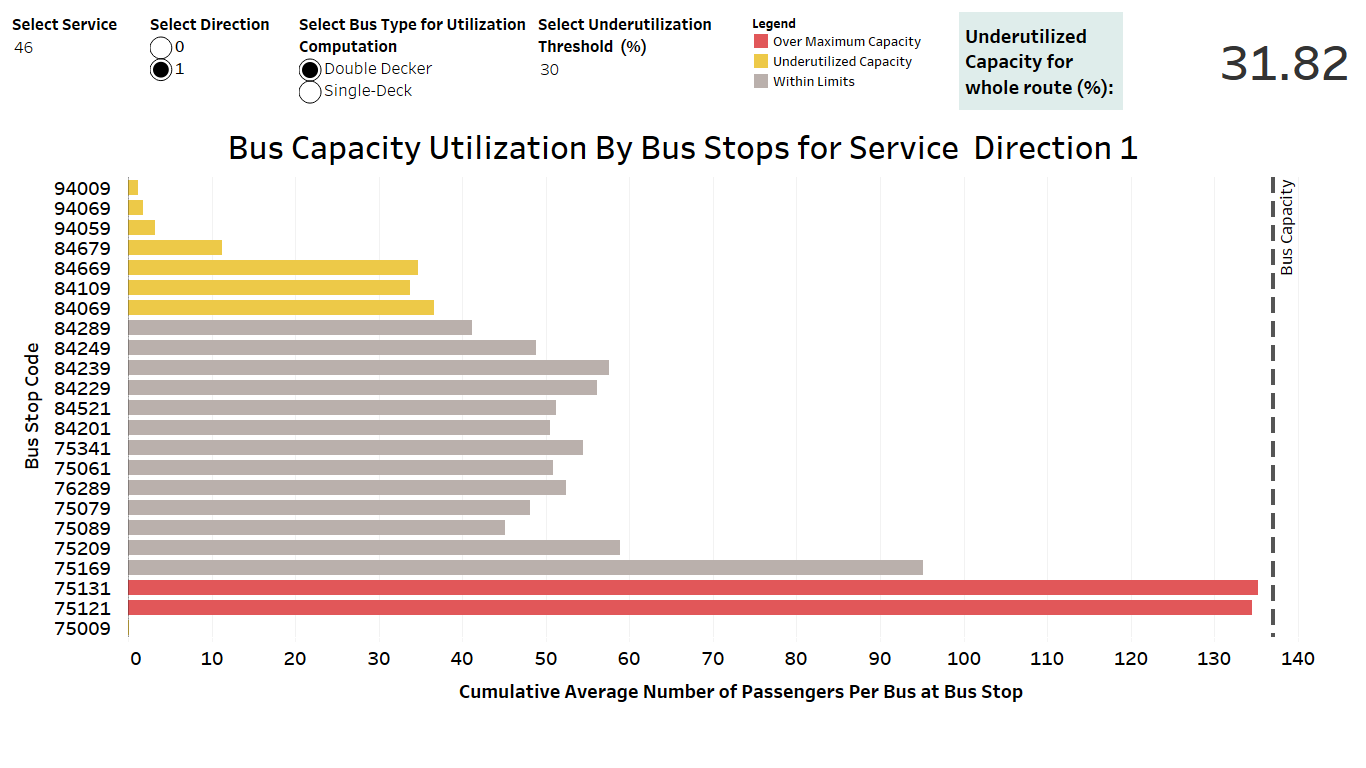 Select Service
46
Select Direction
0
1
Select Bus Type for Utilization
Computation
Double Decker
Single-Deck
Select Underutilization
Threshold (%)
30
Legend
Over Maximum Capacity
Underutilized Capacity
Within Limits
Underutilized
Capacity for
whole route (%):
31.82
Bus Capacity Utilization By Bus Stops for Service Direction 1
Bus Stop Code
94009
94069
94059
84679
84669
84109
84069
84289
84249
84239
84229
84521
84201
75341
75061
76289
75079
75089
75209
75169
75131
75121
75009
Bus Capacity
0 10 20 30 40 50 60 70 80 90 100 110 120 130 140
Cumulative Average Number of Passengers Per Bus at Bus Stop